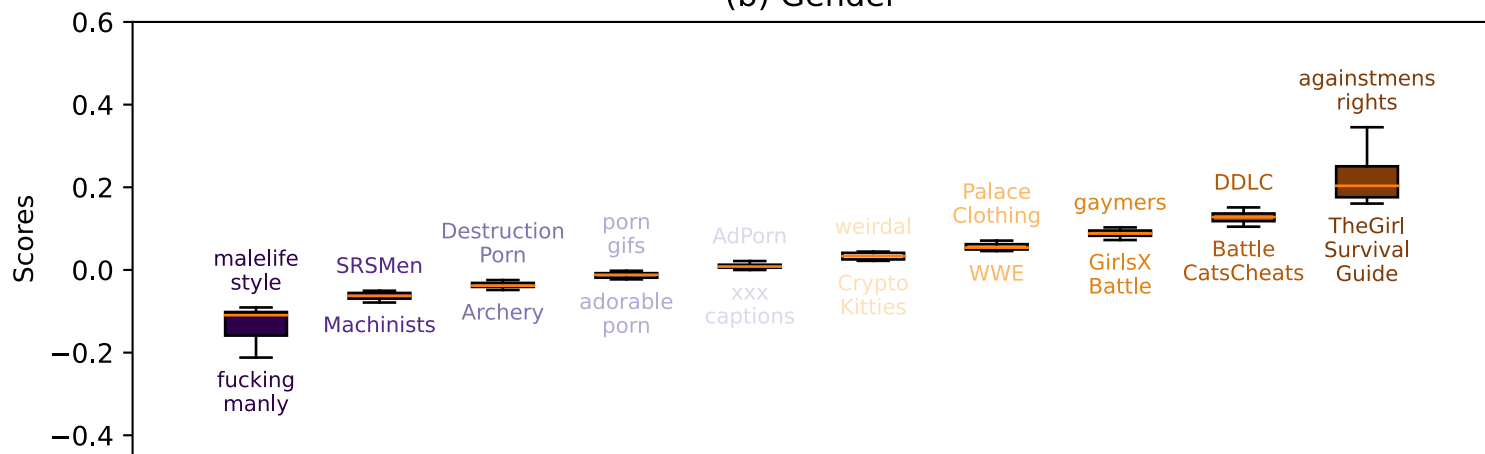 (b) Gender
0.6
0.4
0.2
0.0
−0.2
−0.4
Scores
malelife
style
fucking
manly
SRSMen
Machinists
Destruction
Porn
Archery
porn
gifs
adorable
porn
AdPorn
xxx
captions
weirdal
Crypto
Kitties
Palace
Clothing
WWE
gaymers
GirlsX
Battle
DDLC
Battle
CatsCheats
againstmens
rights
TheGirl
Survival
Guide